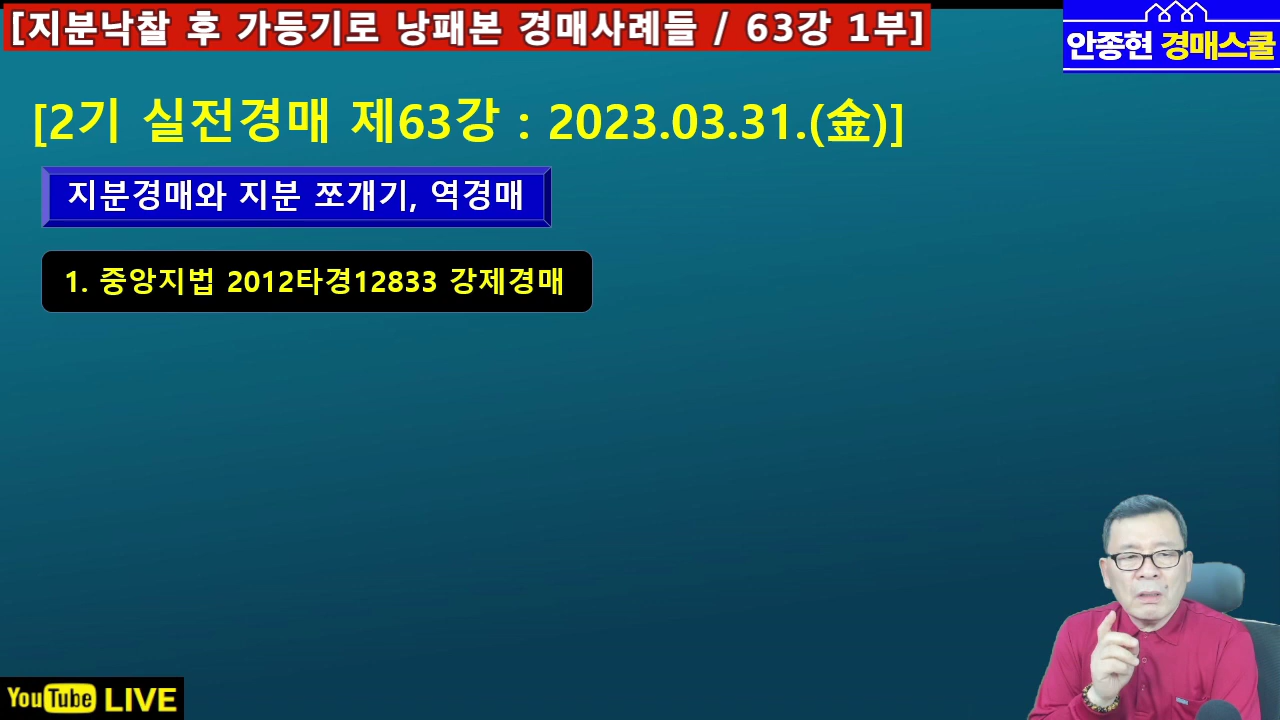 [지분낙찰 후 가등기로 낭패본 경매사례들 / 63강 1부]
안종현 경매스쿨
[2기 실전경매 제63강 : 2023.03.31.(金)]
지분경매와 지분 쪼개기, 역경매
1. 중앙지법 2012타경12833 강제경매
YouTube LIVE